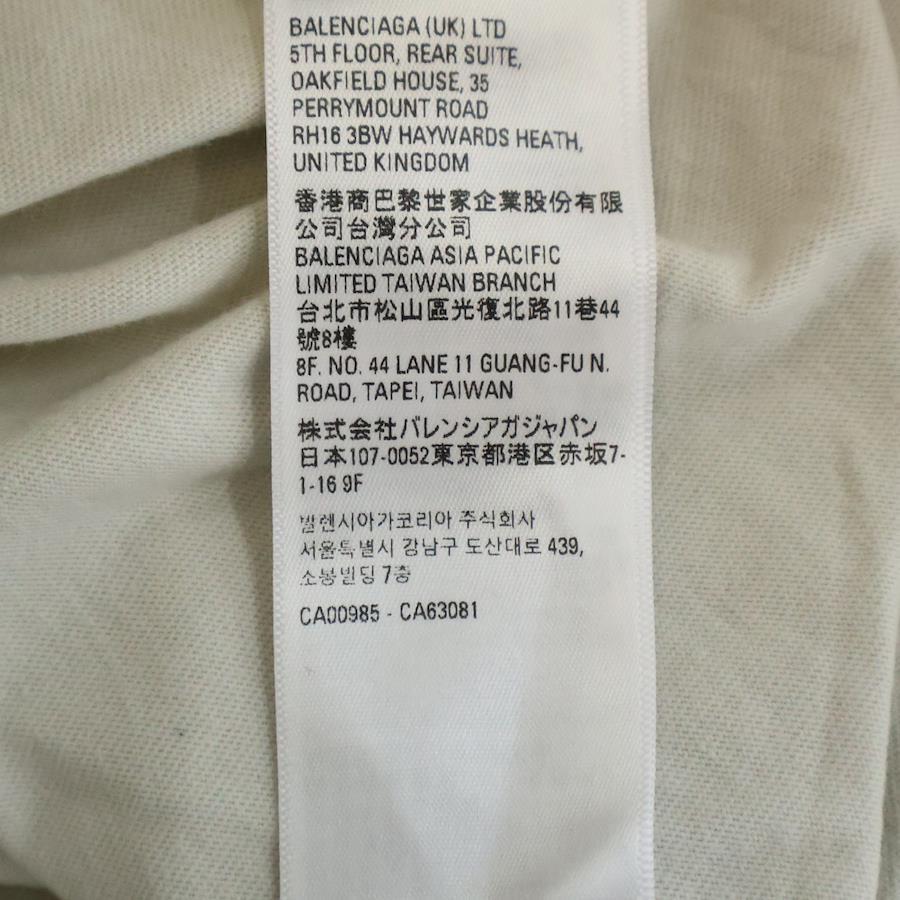 BALENCIAGA (UK) LTD
5TH FLOOR, REAR SUITE,
OAKFIELD HOUSE, 35
PERRYMOUNT ROAD
RH16 3BW HAYWARDS HEATH,
UNITED KINGDOM
香港商巴黎世家企業股份有限
公司台灣分公司
BALENCIAGA ASIA PACIFIC
LIMITED TAIWAN BRANCH
台北市松山區光復北路11巷44
號8樓
8F. NO. 44 LANE 11 GUANG-FU N.
ROAD, TAPEI, TAIWAN
株式会社バレンシアガジャパン
日本107-0052東京都港区赤坂7-
1-16 9F
발렌시아가코리아 주식회사
서울특별시 강남구 도산대로 439,
소봉빌딩 7층
CA00985 - CA63081